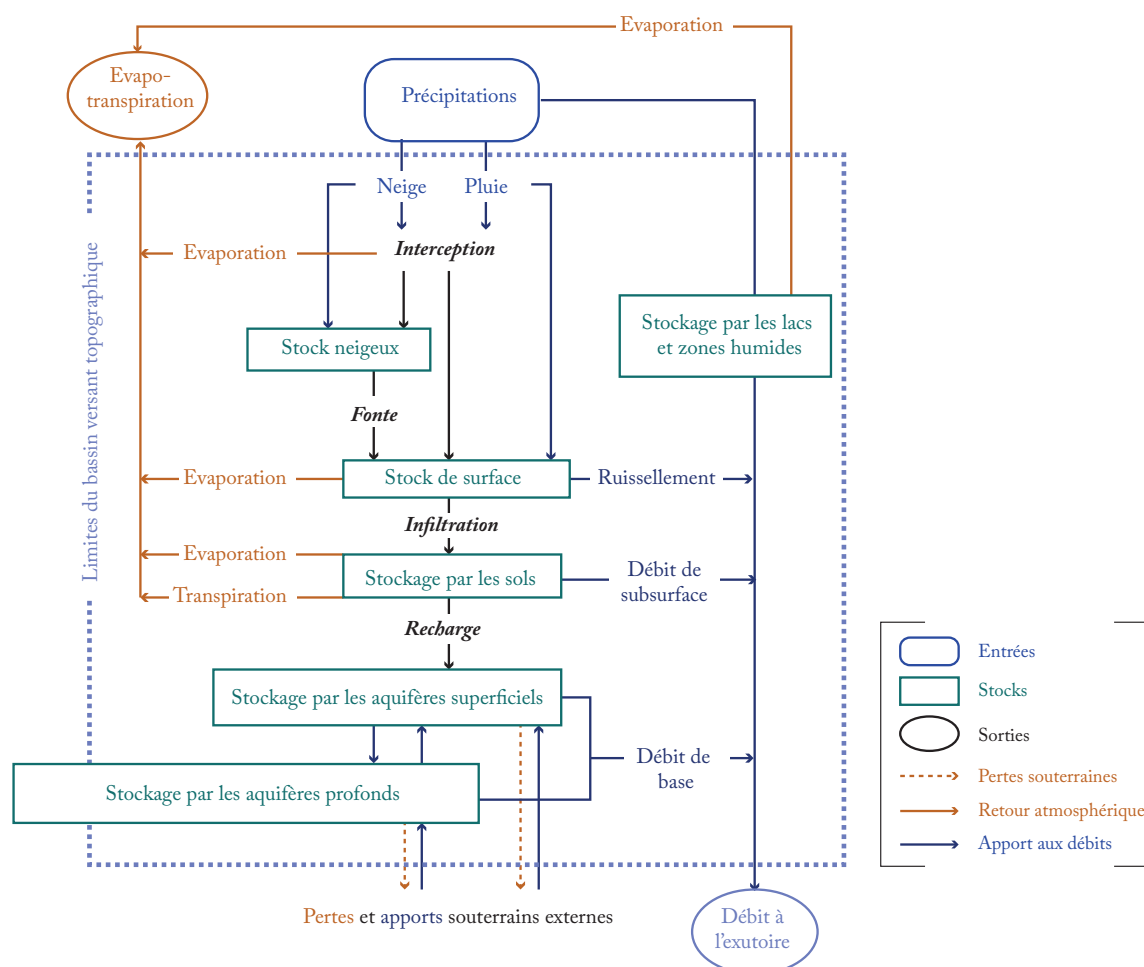 Evaporation
Evapo-
transpiration
Précipitations
Neige
Pluie
Evaporation
Interception
Limites du bassin versant topographique
Stockage par les lacs
et zones humides
Stock neigeux
Fonte
Evaporation
Stock de surface
Ruissellement
Infiltration
Evaporation
Stockage par les sols
Débit de
subsurface
Transpiration
Recharge
Stockage par les aquifères superficiels
Débit de
base
Stockage par les aquifères profonds
Pertes et apports souterrains externes
Débit à
l'exutoire
Entrées
Stocks
Sorties
Pertes souterraines
Retour atmosphérique
Apport aux débits